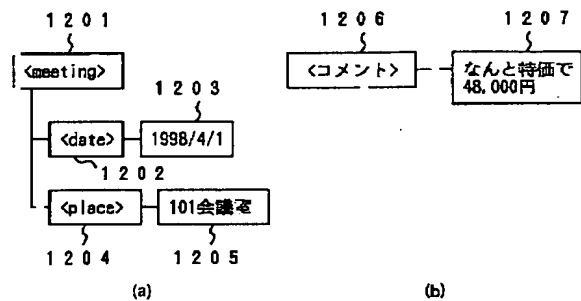 1201
<meeting>
1203
<date>
1998/4/1
1202
<place>
101会議室
1204
1205
(a)
1206
1207
<コメント>
なんと特価で
48,000円
(b)